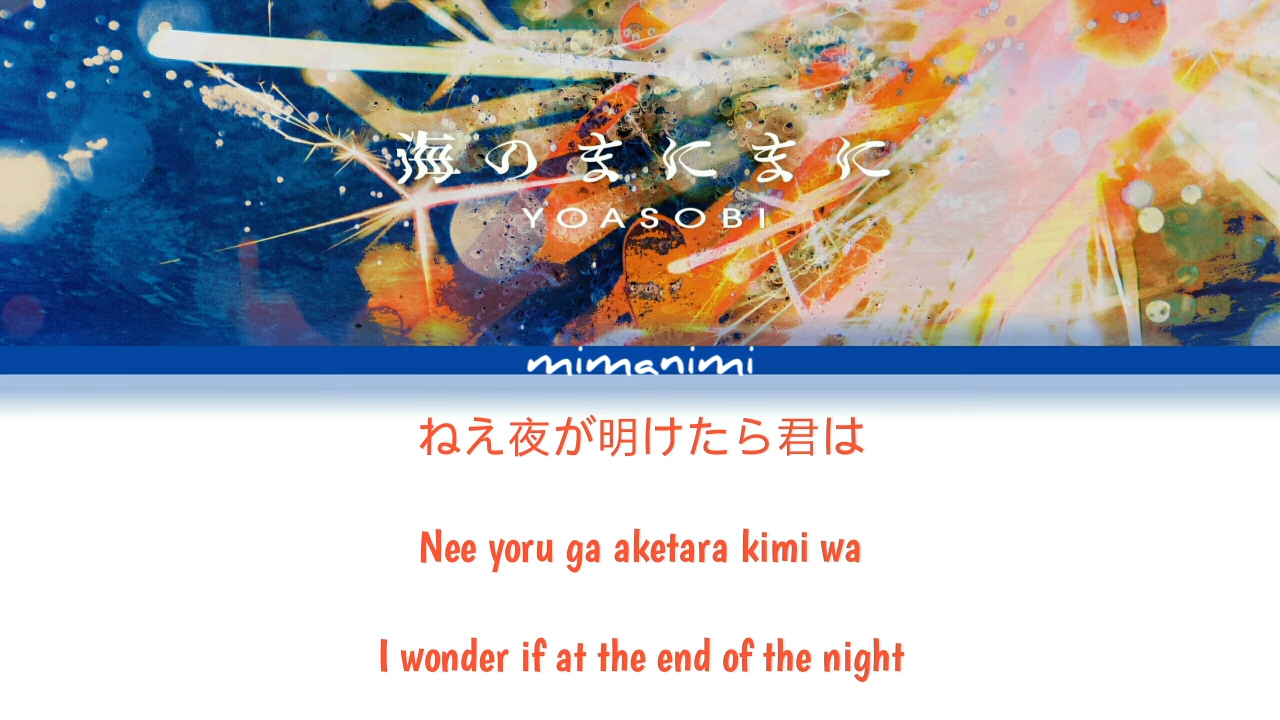 海のまにまに
YOASOBI
mimanimi
ねえ夜が明けたら君は
Nee yoru ga aketara kimi wa
I wonder if at the end of the night